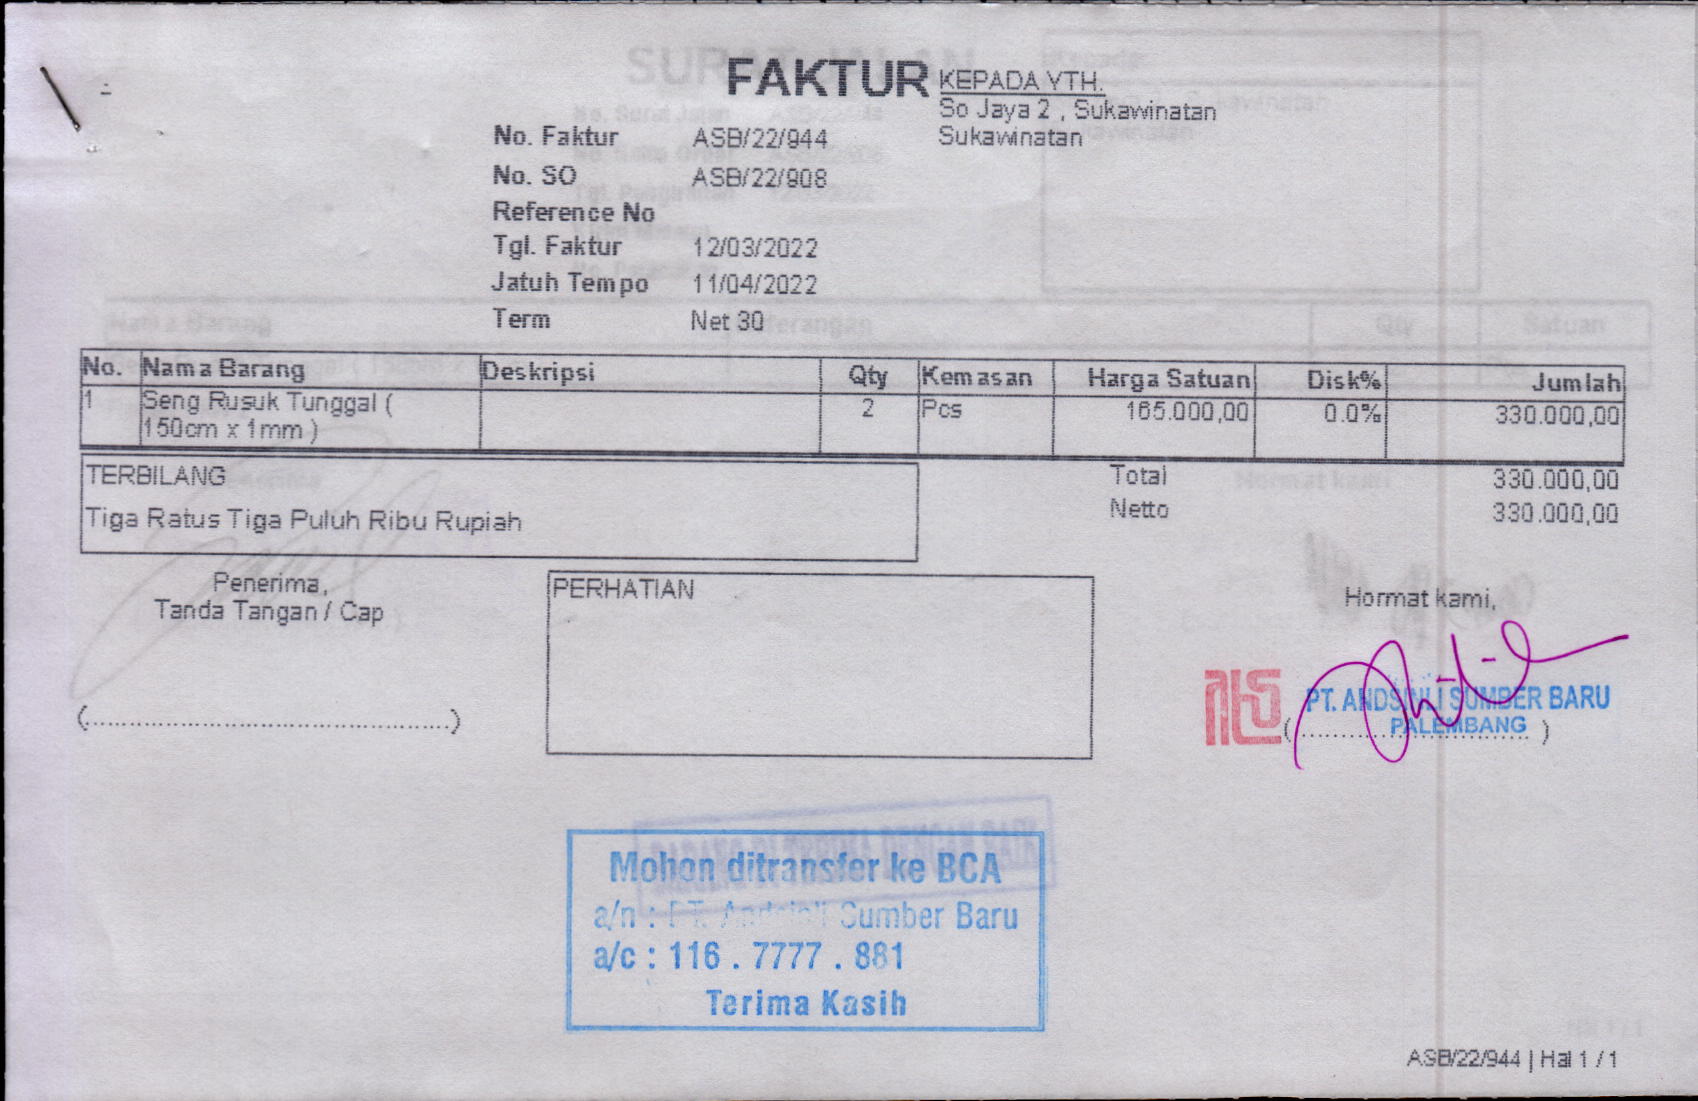 FAKTUR
KEPADA YTH.
So Jaya 2 , Sukawinatan
Sukawinatan
No. Faktur ASB/22/944
No. SO ASB/22/908
Reference No
Tgl. Faktur 12/03/2022
Jatuh Tempo 11/04/2022
Term Net 30
No. Nama Barang Deskripsi Qty Kemasan Harga Satuan Disk% Jumlah
1 Seng Rusuk Tunggal ( 2 Pcs 165.000,00 0.0% 330.000,00
150cm x 1mm )
TERBILANG
Tiga Ratus Tiga Puluh Ribu Rupiah
Total 330.000,00
Netto 330.000,00
Penerima,
Tanda Tangan / Cap
(........................................................)
PERHATIAN
Hormat kami,
PT. ANDSINLI SUMBER BARU
PALEMBANG
(....................................)
Mohon ditransfer ke BCA
a/n : PT. Andsinli Sumber Baru
a/c : 116 . 7777 . 881
Terima Kasih
ASB/22/944 | Hal 1 / 1